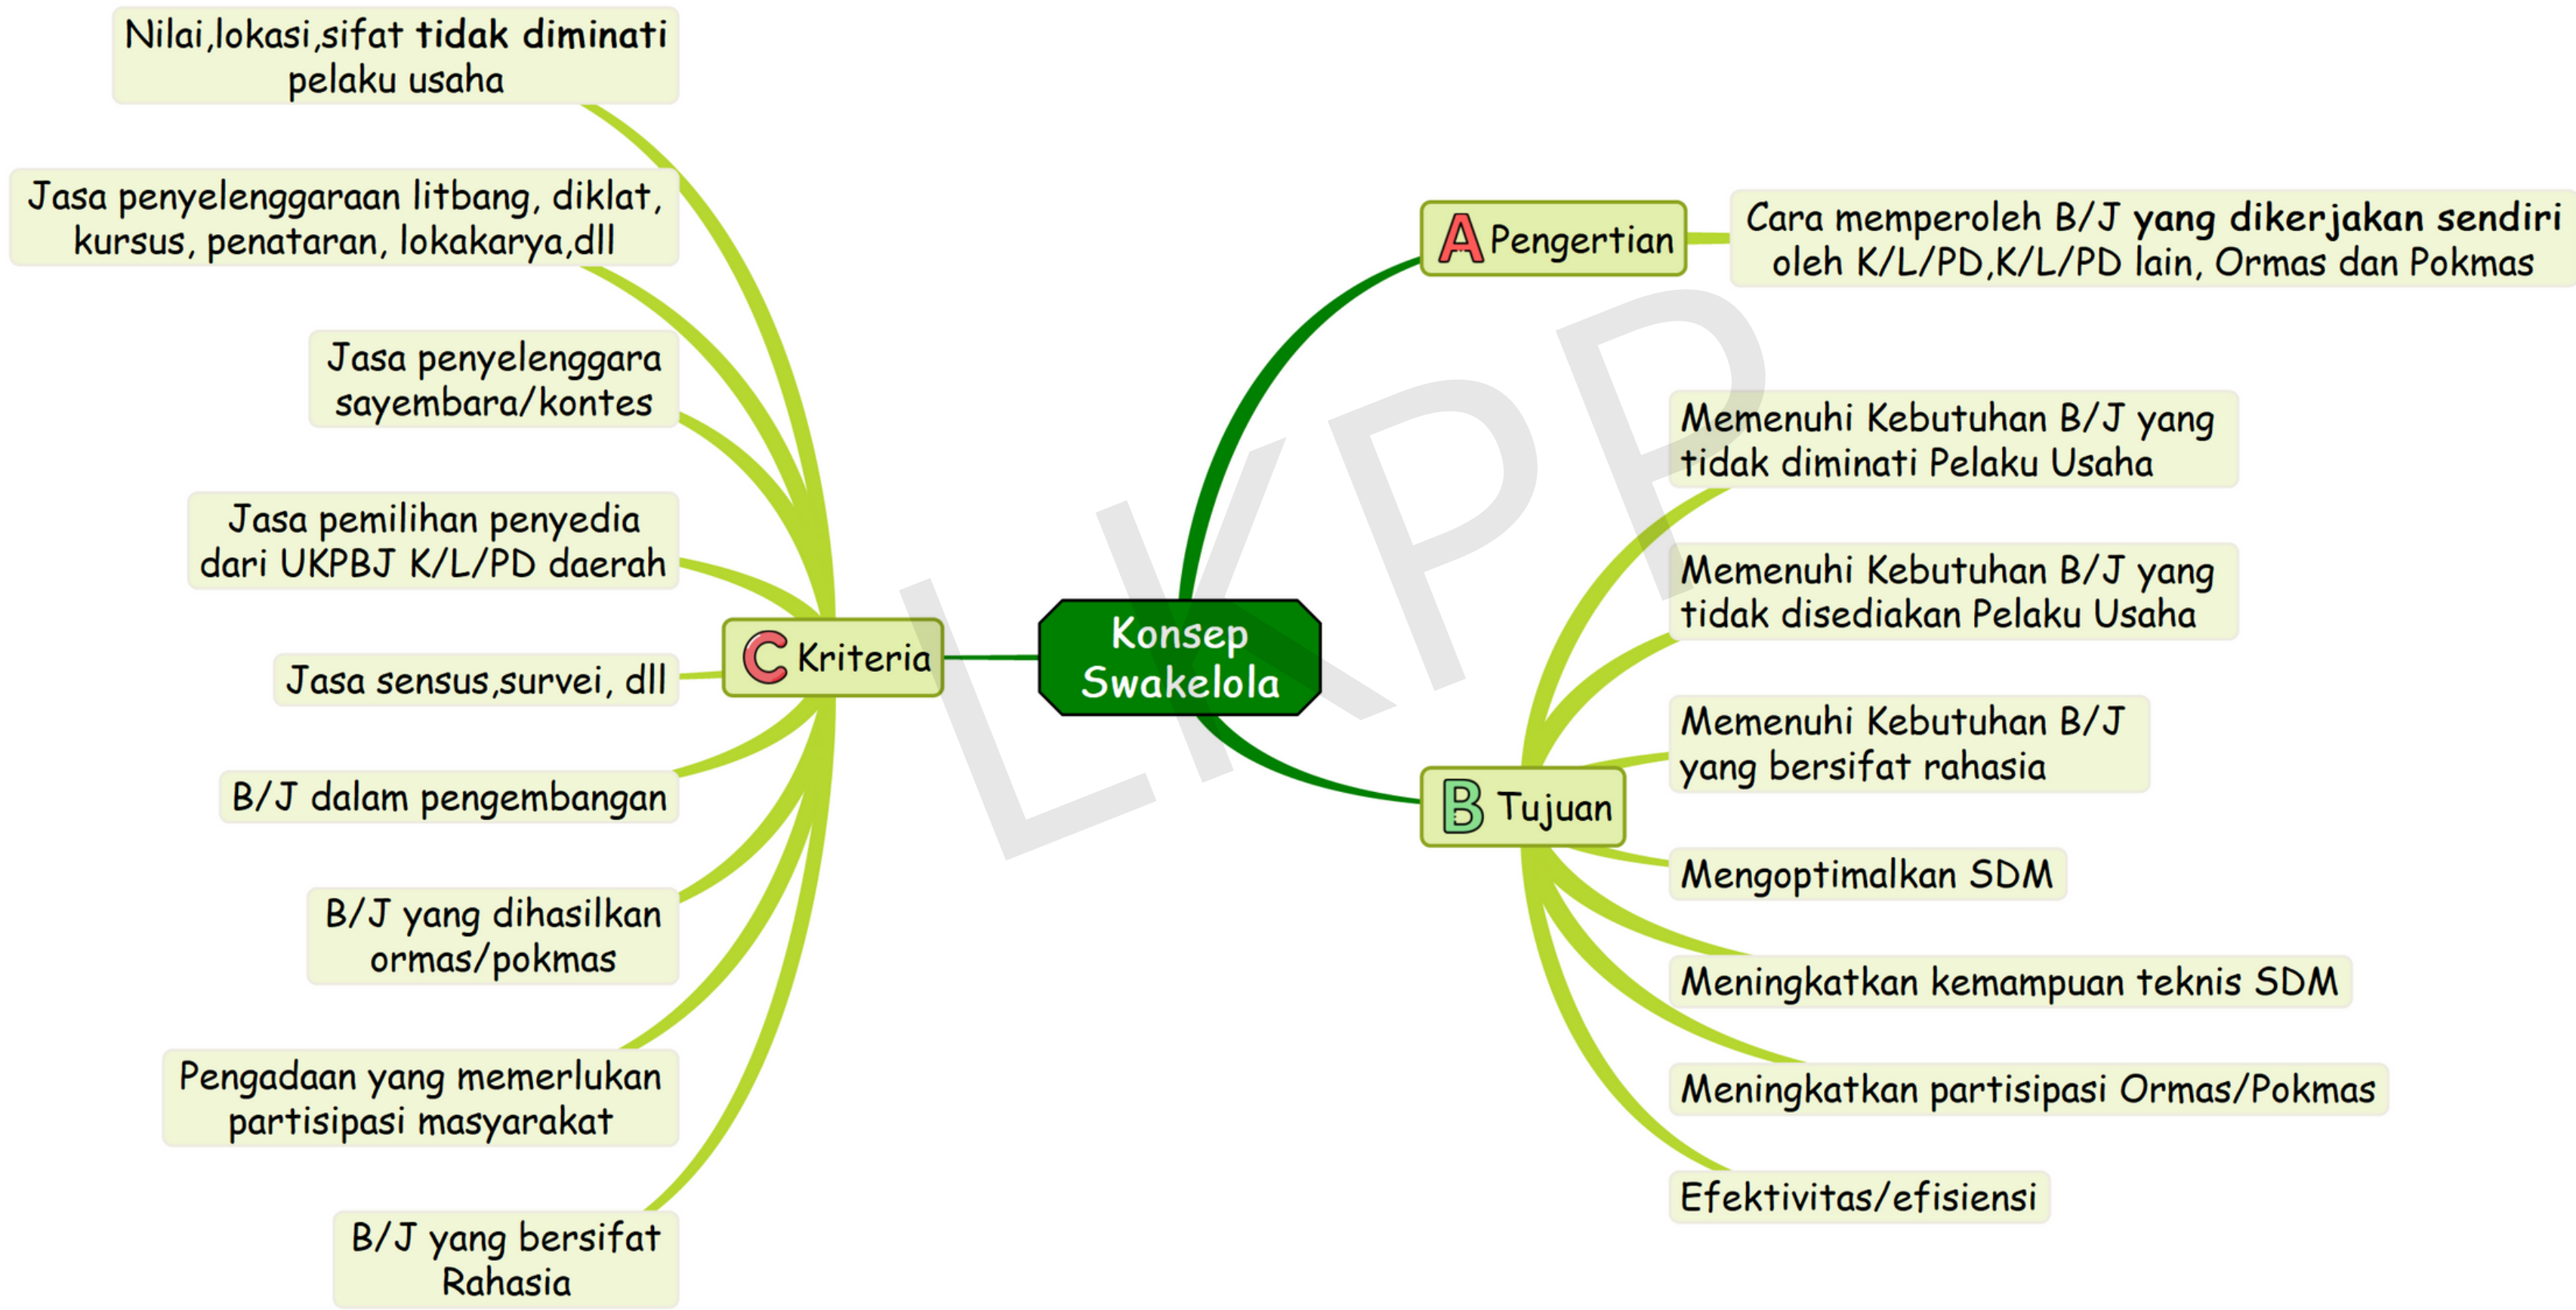 Konsep
Swakelola
A Pengertian
Cara memperoleh B/J yang dikerjakan sendiri
oleh K/L/PD,K/L/PD lain, Ormas dan Pokmas
B Tujuan
Memenuhi Kebutuhan B/J yang
tidak diminati Pelaku Usaha
Memenuhi Kebutuhan B/J yang
tidak disediakan Pelaku Usaha
Memenuhi Kebutuhan B/J
yang bersifat rahasia
Mengoptimalkan SDM
Meningkatkan kemampuan teknis SDM
Meningkatkan partisipasi Ormas/Pokmas
Efektivitas/efisiensi
C Kriteria
Nilai,lokasi,sifat tidak diminati
pelaku usaha
Jasa penyelenggaraan litbang, diklat,
kursus, penataran, lokakarya,dll
Jasa penyelenggara
sayembara/kontes
Jasa pemilihan penyedia
dari UKPBJ K/L/PD daerah
Jasa sensus,survei, dll
B/J dalam pengembangan
B/J yang dihasilkan
ormas/pokmas
Pengadaan yang memerlukan
partisipasi masyarakat
B/J yang bersifat
Rahasia
LKPP